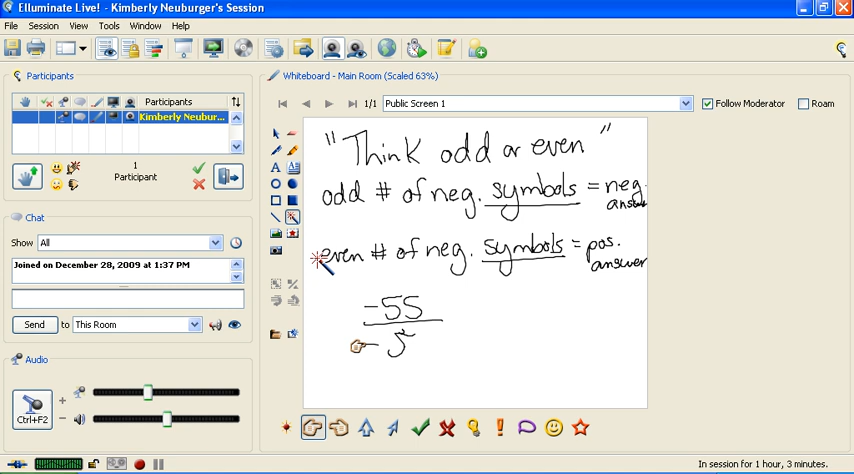 Elluminate Live! - Kimberly Neuburger's Session
File Session View Tools Window Help
Participants
Participants
Kimberly Neubur...
1
Participant
Chat
Show All
Joined on December 28, 2009 at 1:37 PM
Send to This Room
Audio
Ctrl+F2
Whiteboard - Main Room (Scaled 63%)
1/1 Public Screen 1 Follow Moderator Roam
"Think odd or even"
odd # of neg. symbols = neg.
answer
even # of neg. symbols = pos.
answer
-55
- 5
In session for 1 hour, 3 minutes.